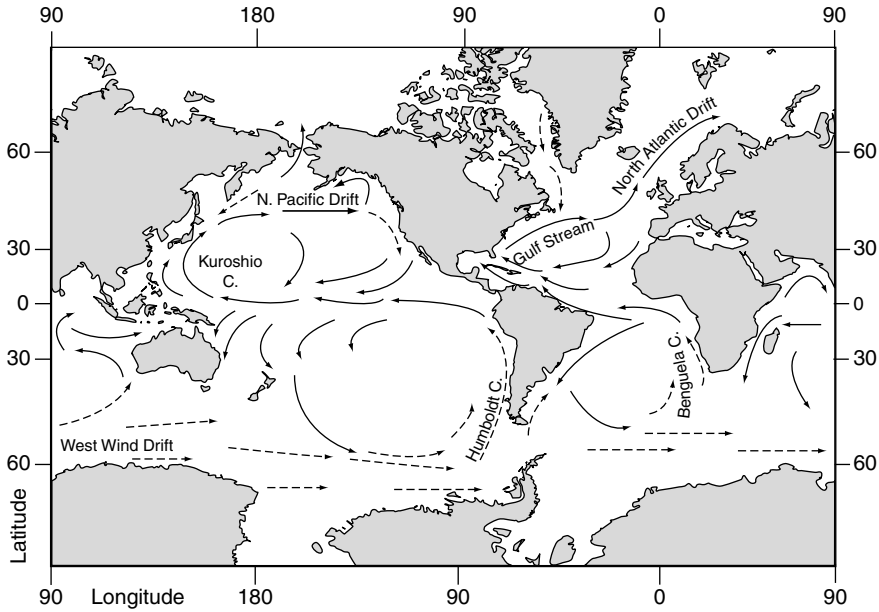 90 180 90 0 90
60 60
North Atlantic Drift
N. Pacific Drift
Gulf Stream
30 30
Kuroshio
C.
0 0
30 30
Benguela C.
Humboldt C.
West Wind Drift
60 60
Latitude
90 Longitude 180 90 0 90